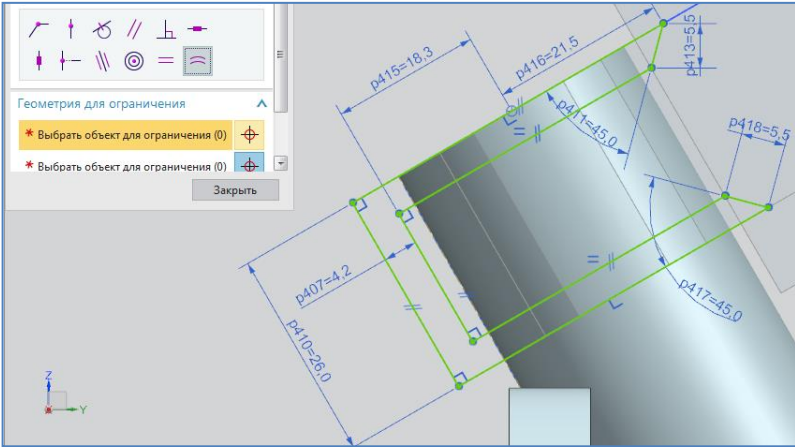 Геометрия для ограничения
* Выбрать объект для ограничения (0)
* Выбрать объект для ограничения (0)
Закрыть
p415=18,3
p416=21,5
p413=5,5
p411=45,0
p418=5,5
p407=4,2
p417=45,0
p410=26,0
Z
Y